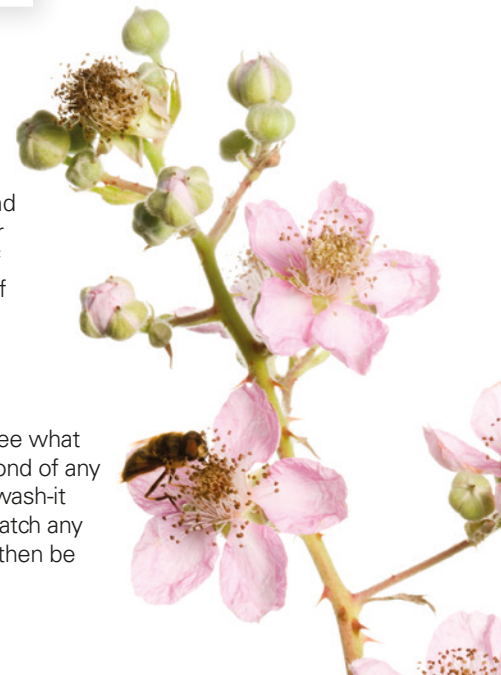 nd
r
f
ee what
ond of any
wash-it
atch any
then be